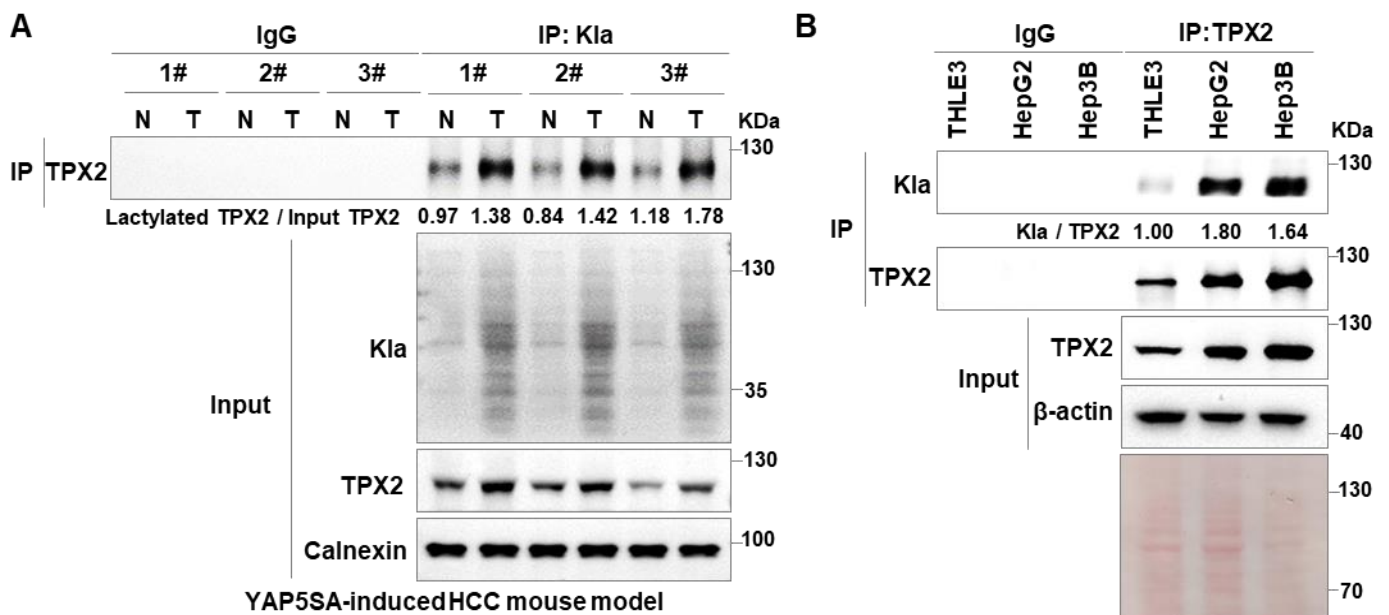 A
IgG IP: Kla
1# 2# 3# 1# 2# 3#
N T N T N T N T N T N T KDa
IP TPX2 130
Lactylated TPX2 / Input TPX2 0.97 1.38 0.84 1.42 1.18 1.78
130
Kla
35
Input
130
TPX2
100
Calnexin
YAP5SA-induced HCC mouse model
B
IgG IP: TPX2
THLE3 HepG2 Hep3B THLE3 HepG2 Hep3B KDa
130
Kla
IP
Kla / TPX2 1.00 1.80 1.64
130
TPX2
130
TPX2
Input
β-actin
40
130
70